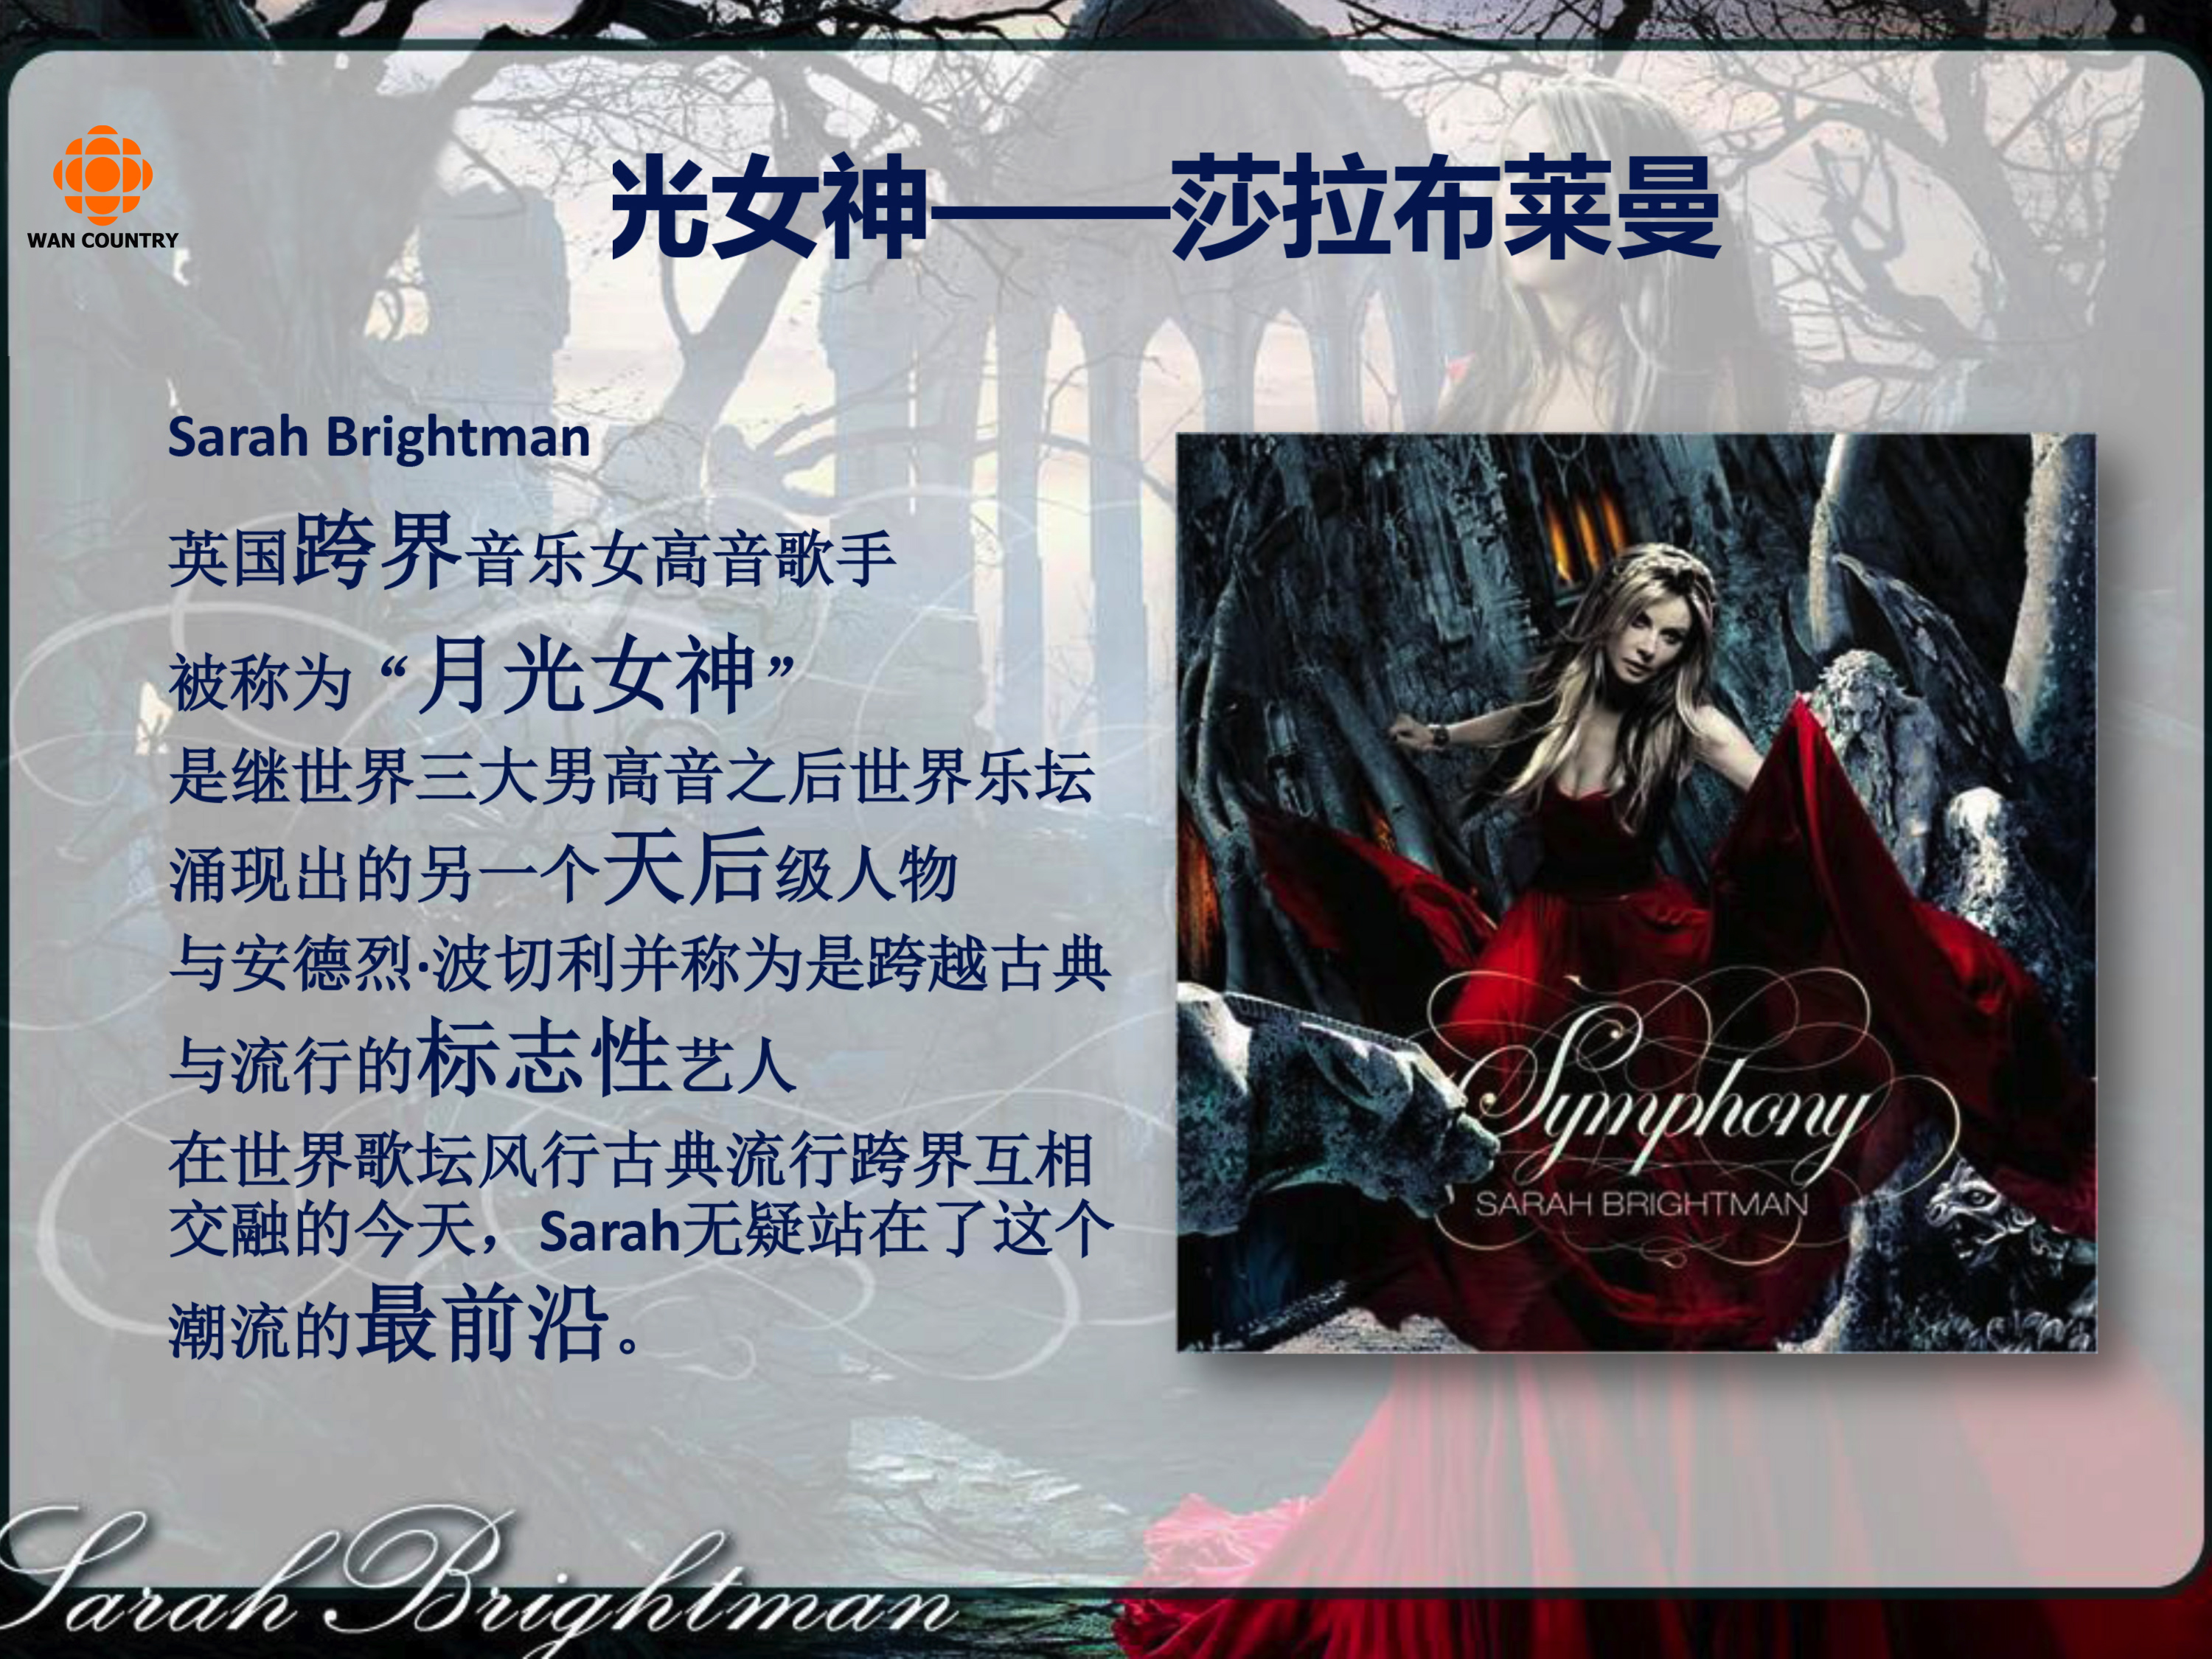 WAN COUNTRY
光女神——莎拉布莱曼
Sarah Brightman
英国跨界音乐女高音歌手
被称为“月光女神”
是继世界三大男高音之后世界乐坛
涌现出的另一个天后级人物
与安德烈·波切利并称为是跨越古典
与流行的标志性艺人
在世界歌坛风行古典流行跨界互相
交融的今天，Sarah无疑站在了这个
潮流的最前沿。
Symphony
SARAH BRIGHTMAN
Sarah Brightman